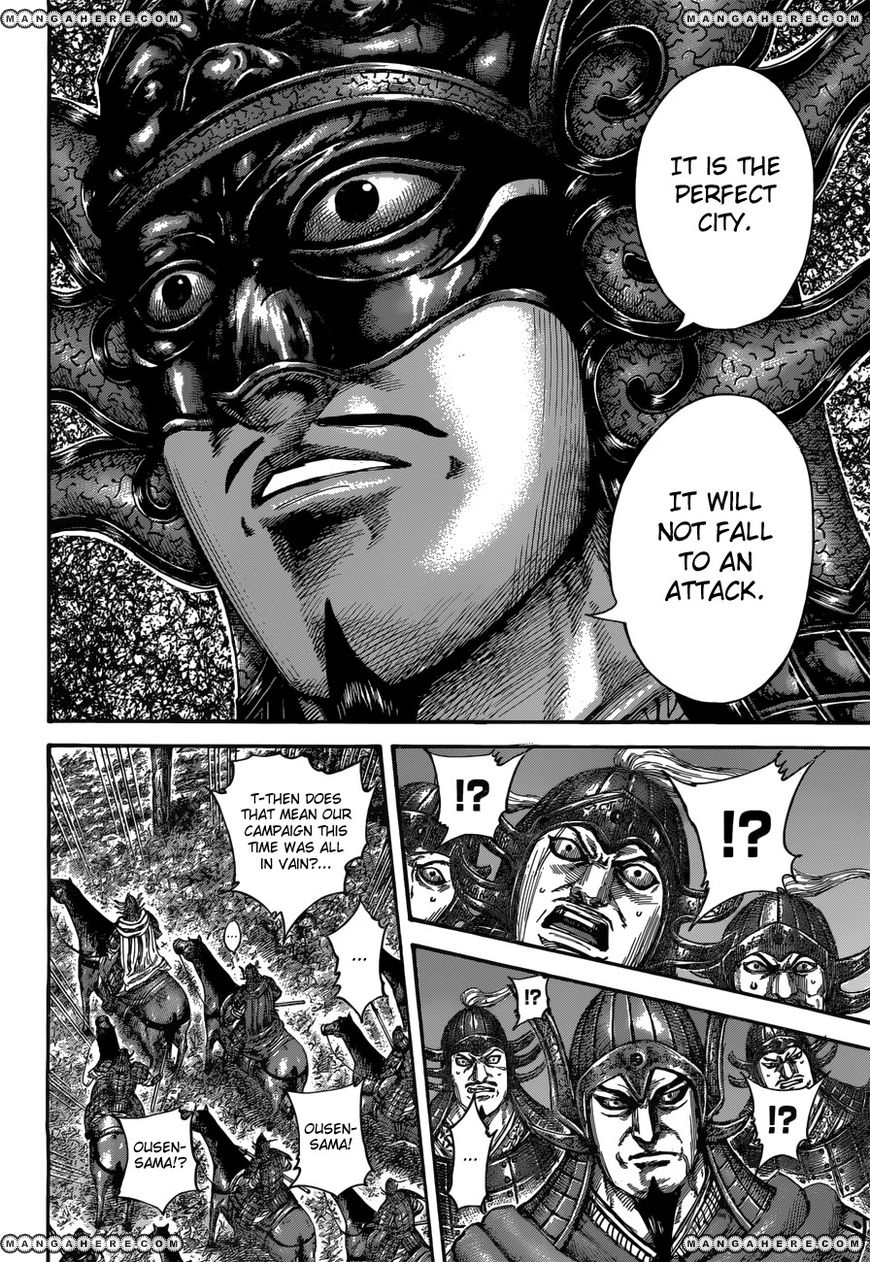 MANGAHERE.COM
MANGAHERE.COM
IT IS THE
PERFECT
CITY.
IT WILL
NOT FALL
TO AN
ATTACK.
!?
!?
T-THEN DOES
THAT MEAN OUR
CAMPAIGN THIS
TIME WAS ALL
IN VAIN?...
...
...
!?
!?
...
OUSEN-
SAMA!
OUSEN-
SAMA!?
MANGAHERE.COM
MANGAHERE.COM